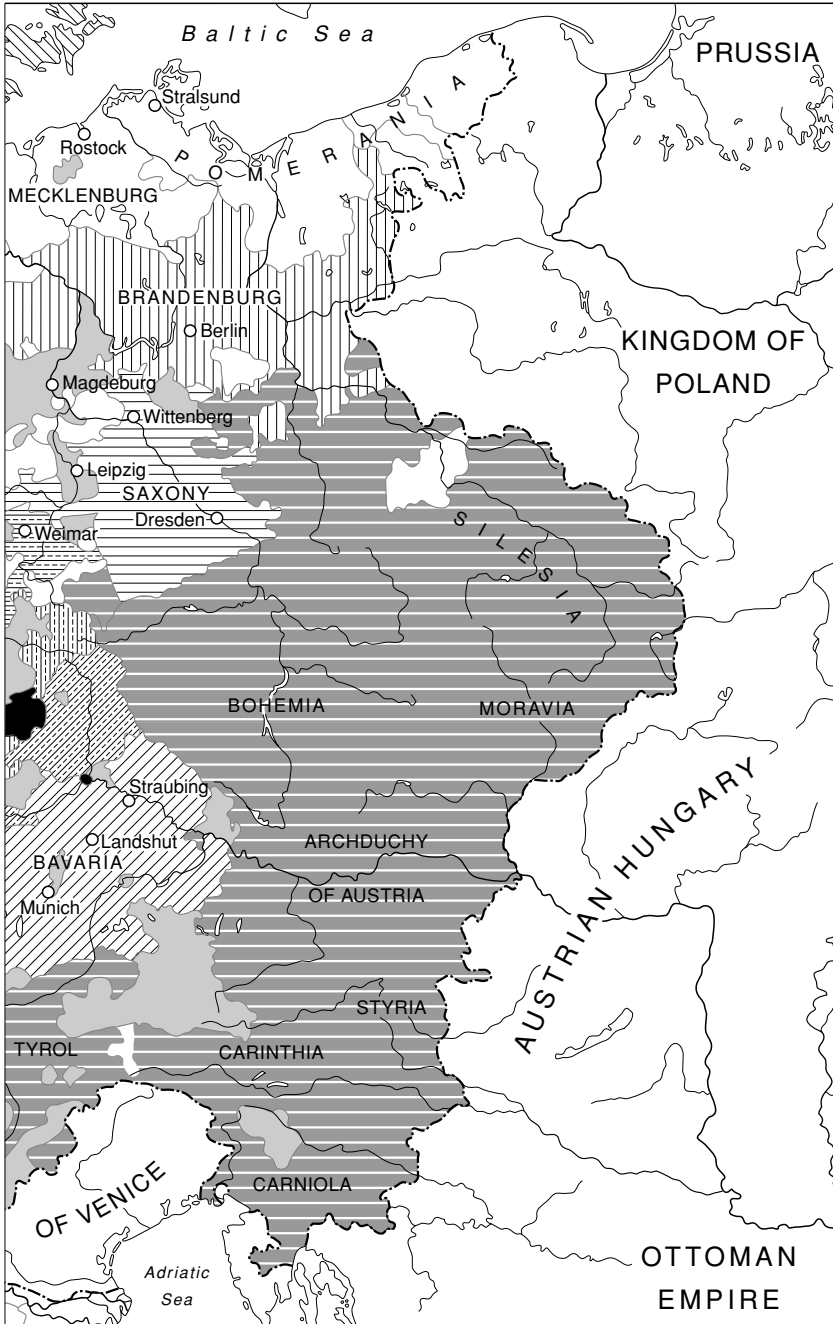 Baltic Sea
PRUSSIA
Stralsund
POMERANIA
Rostock
MECKLENBURG
BRANDENBURG
Berlin
KINGDOM OF
POLAND
Magdeburg
Wittenberg
Leipzig
SAXONY
Dresden
SILESIA
Weimar
BOHEMIA
MORAVIA
Straubing
Landshut
BAVARIA
ARCHDUCHY
OF AUSTRIA
Munich
AUSTRIAN HUNGARY
STYRIA
TYROL
CARINTHIA
CARNIOLA
OF VENICE
Adriatic
Sea
OTTOMAN
EMPIRE